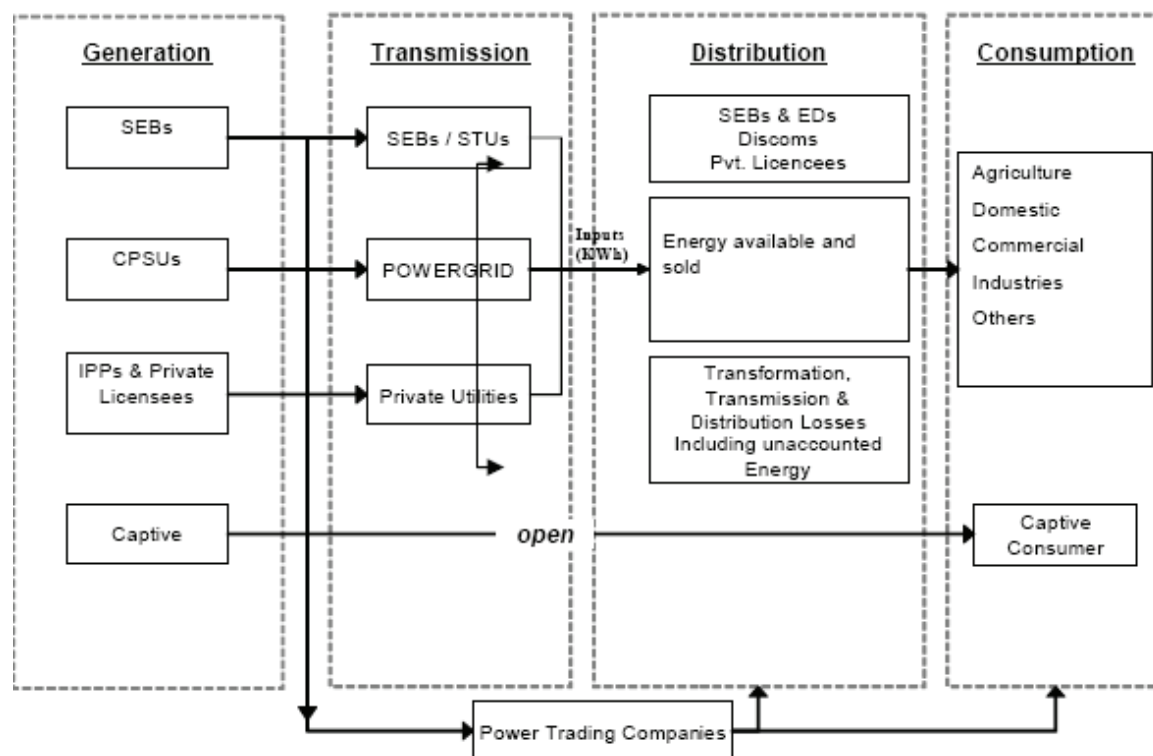 Generation
SEBs
CPSUs
IPPs & Private
Licensees
Captive
Transmission
SEBs / STUs
POWERGRID
Private Utilities
open
Inputs
(KWh)
Distribution
SEBs & EDs
Discoms
Pvt. Licencees
Energy available and
sold
Transformation,
Transmission &
Distribution Losses
Including unaccounted
Energy
Consumption
Agriculture
Domestic
Commercial
Industries
Others
Captive
Consumer
Power Trading Companies